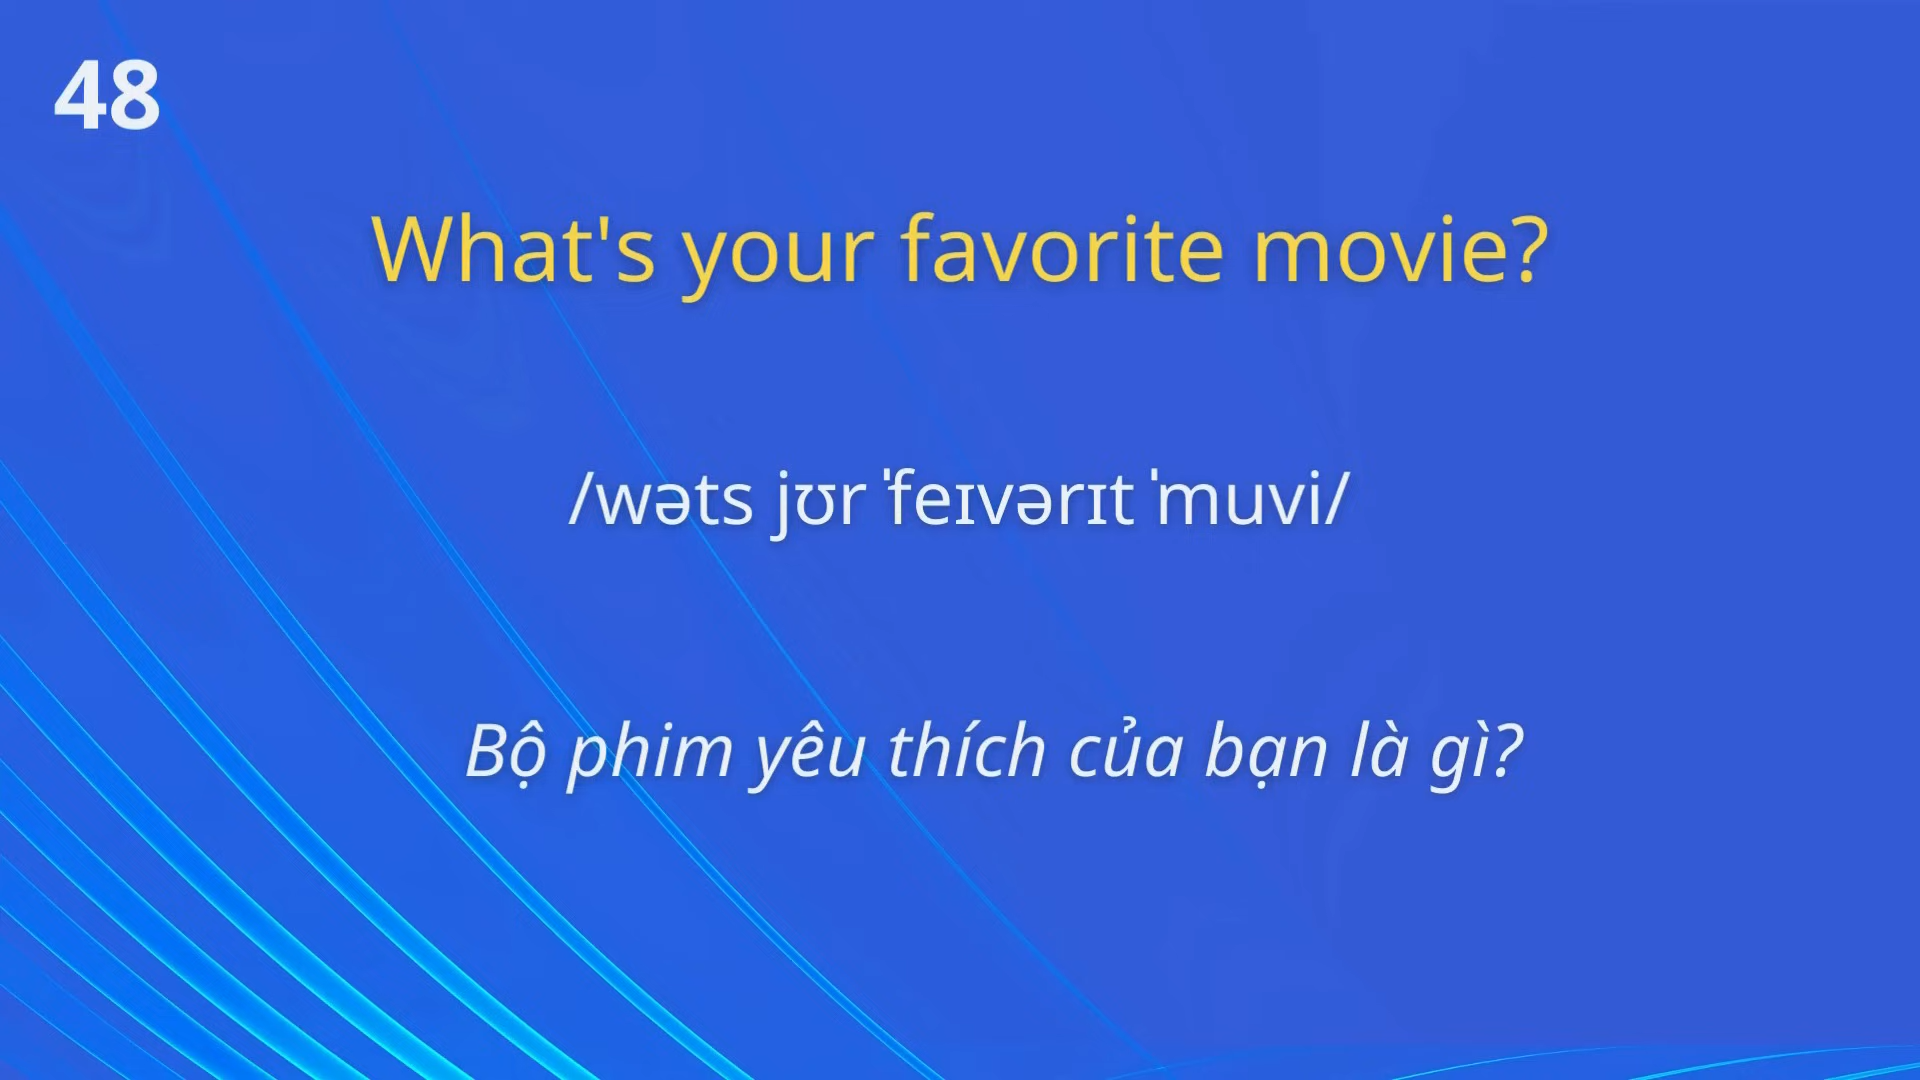 48
What's your favorite movie?
/wəts jʊr ˈfeɪvərɪt ˈmuvi/
Bộ phim yêu thích của bạn là gì?